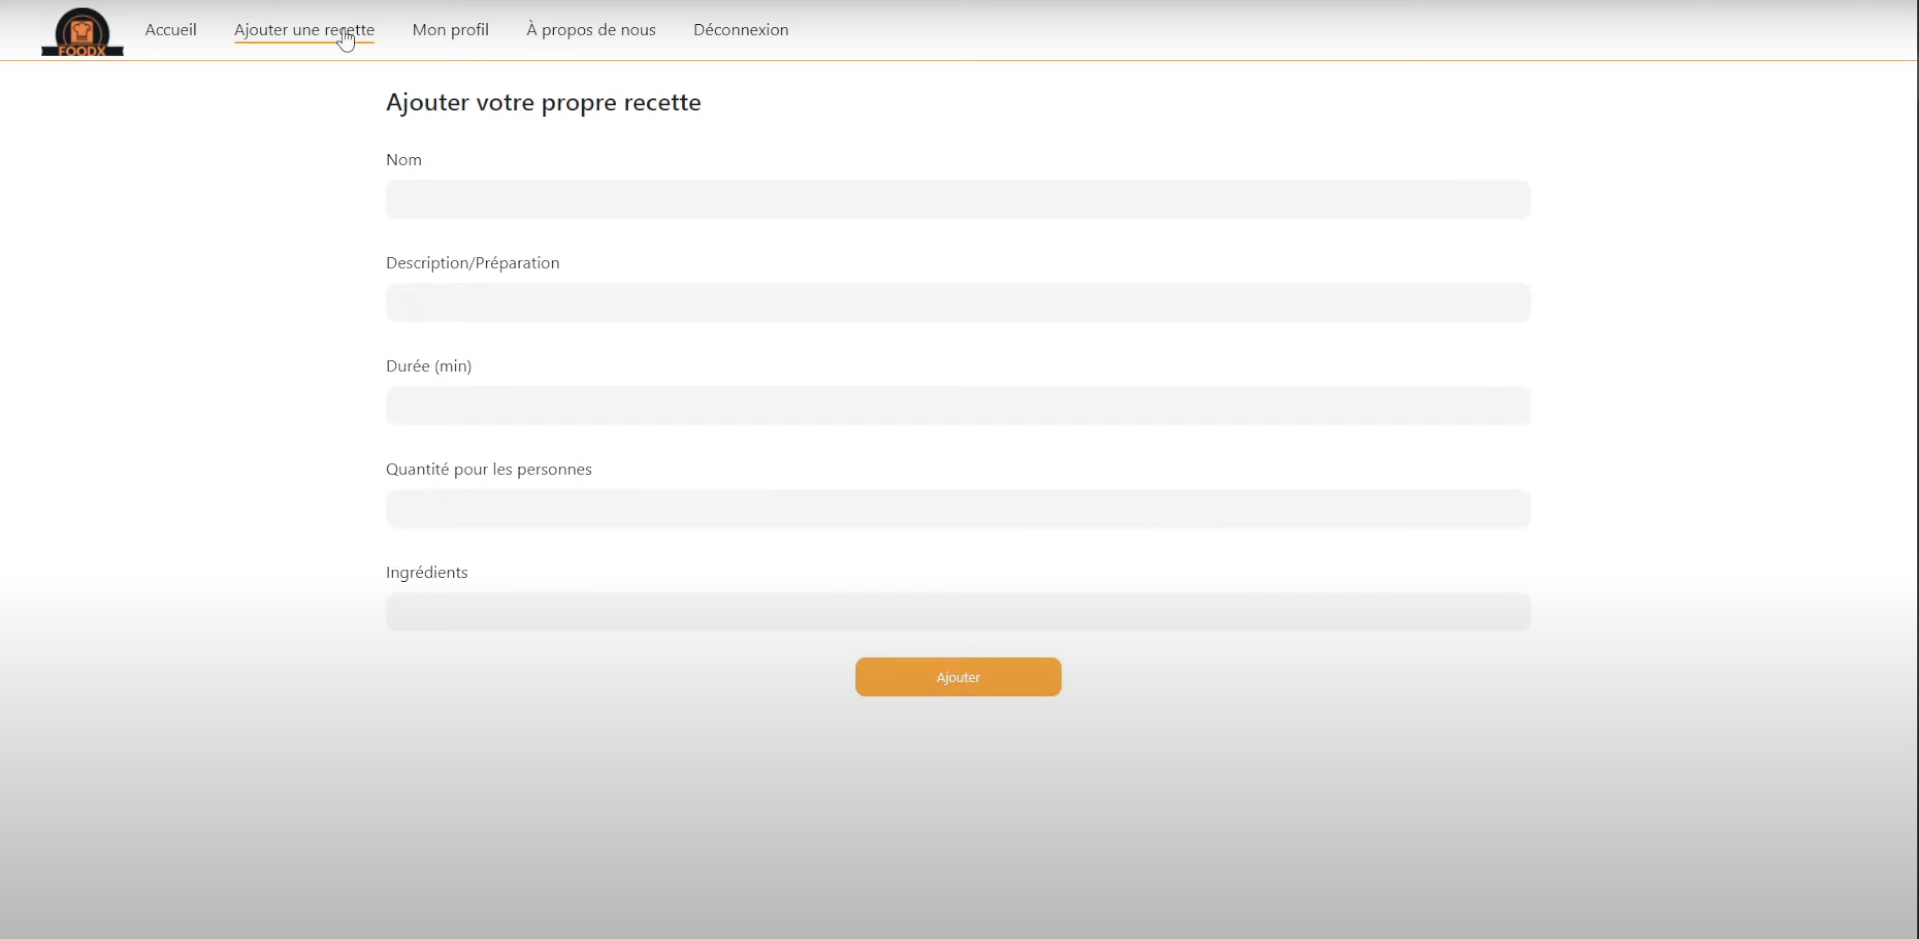 FOODX
Accueil
Ajouter une recette
Mon profil
À propos de nous
Déconnexion
Ajouter votre propre recette
Nom
Description/Préparation
Durée (min)
Quantité pour les personnes
Ingrédients
Ajouter